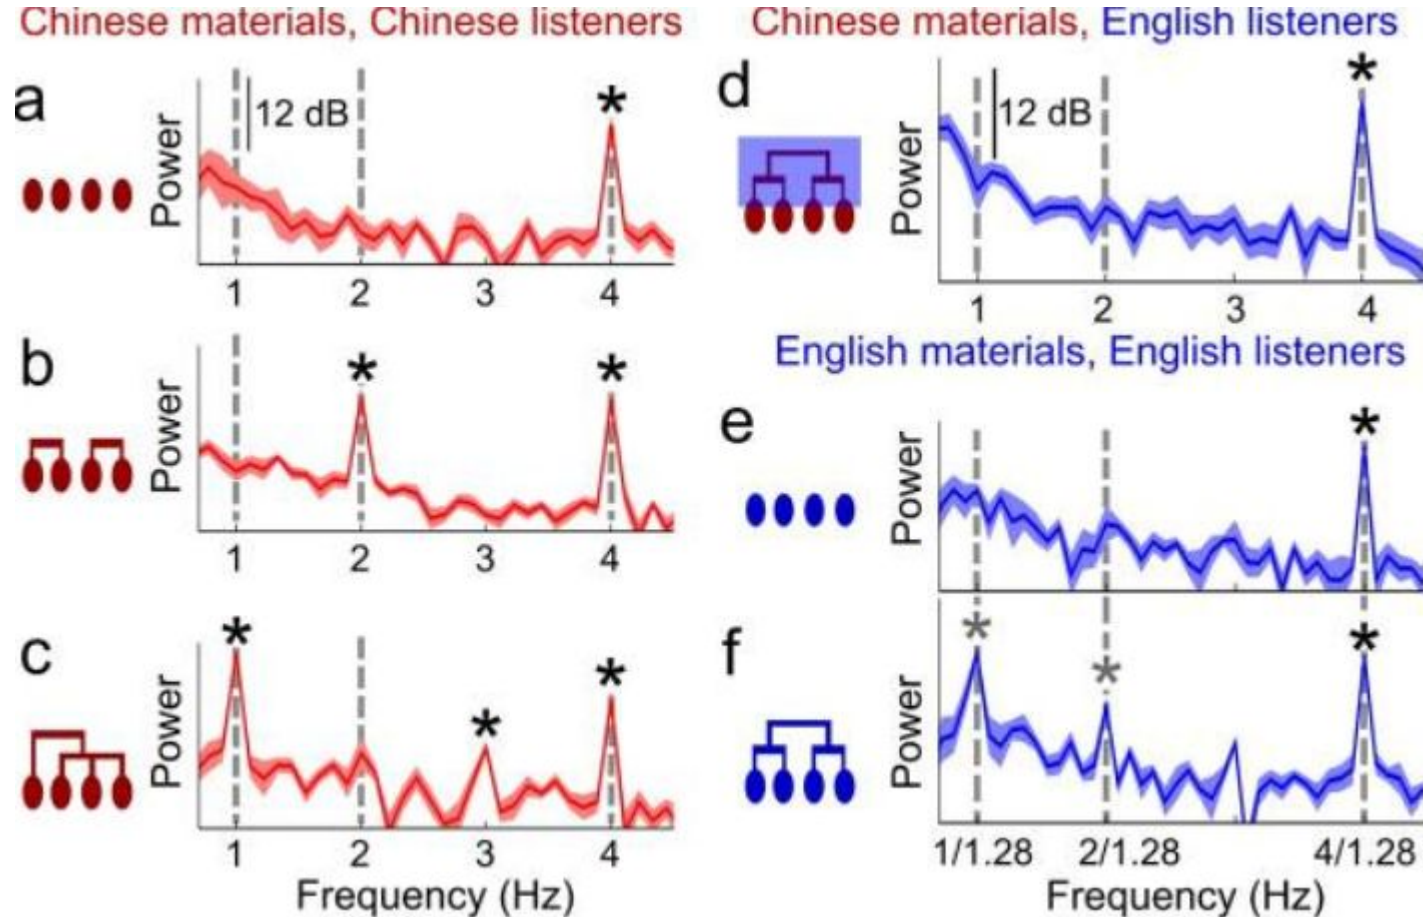 Chinese materials, Chinese listeners
a
Power
12 dB
*
1 2 3 4
b
Power
* *
1 2 3 4
c
Power
* * *
1 2 3 4
Frequency (Hz)
Chinese materials, English listeners
d
Power
12 dB
*
1 2 3 4
English materials, English listeners
e
Power
*
f
Power
* * *
1/1.28 2/1.28 4/1.28
Frequency (Hz)